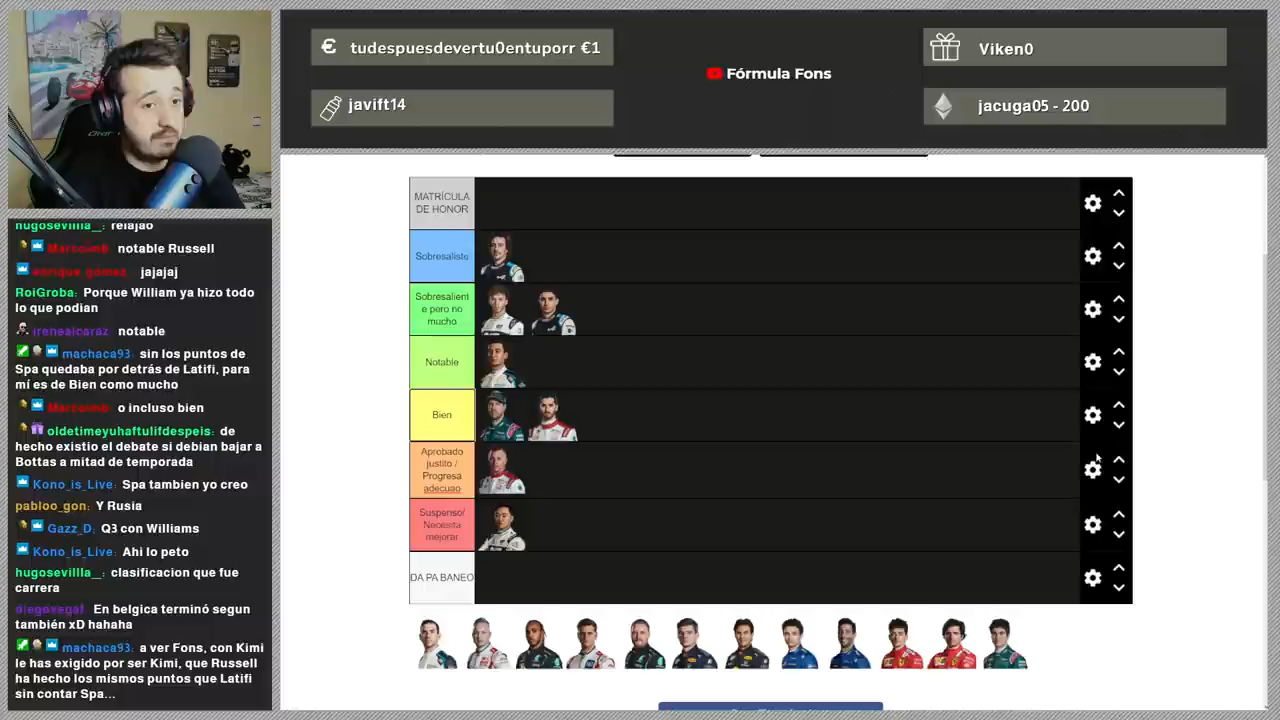 € tudespuesdevertu0entuporr €1
javift14
Fórmula Fons
Viken0
jacuga05 - 200
hugosevillla__: relajao
Marcoimb notable Russell
enrique_gomez_ jajajaj
RoiGroba: Porque William ya hizo todo
lo que podian
irenealcaraz notable
machaca93: sin los puntos de
Spa quedaba por detrás de Latifi, para
mí es de Bien como mucho
Marcoimb o incluso bien
oldetimeyuhaftulifdespeis: de
hecho existio el debate si debian bajar a
Bottas a mitad de temporada
Kono_is_Live: Spa tambien yo creo
pabloo_gon: Y Rusia
Gazz_D: Q3 con Williams
Kono_is_Live: Ahi lo peto
hugosevillla__: clasificacion que fue
carrera
En belgica terminó segun
también xD hahaha
machaca93: a ver Fons, con Kimi
le has exigido por ser Kimi, que Russell
ha hecho los mismos puntos que Latifi
sin contar Spa...
MATRÍCULA
DE HONOR
Sobresaliente
Sobresalient
e pero no
mucho
Notable
Bien
Aprobado
justito /
Progresa
adecuao
Suspenso/
Necesita
mejorar
DA PA BANEO